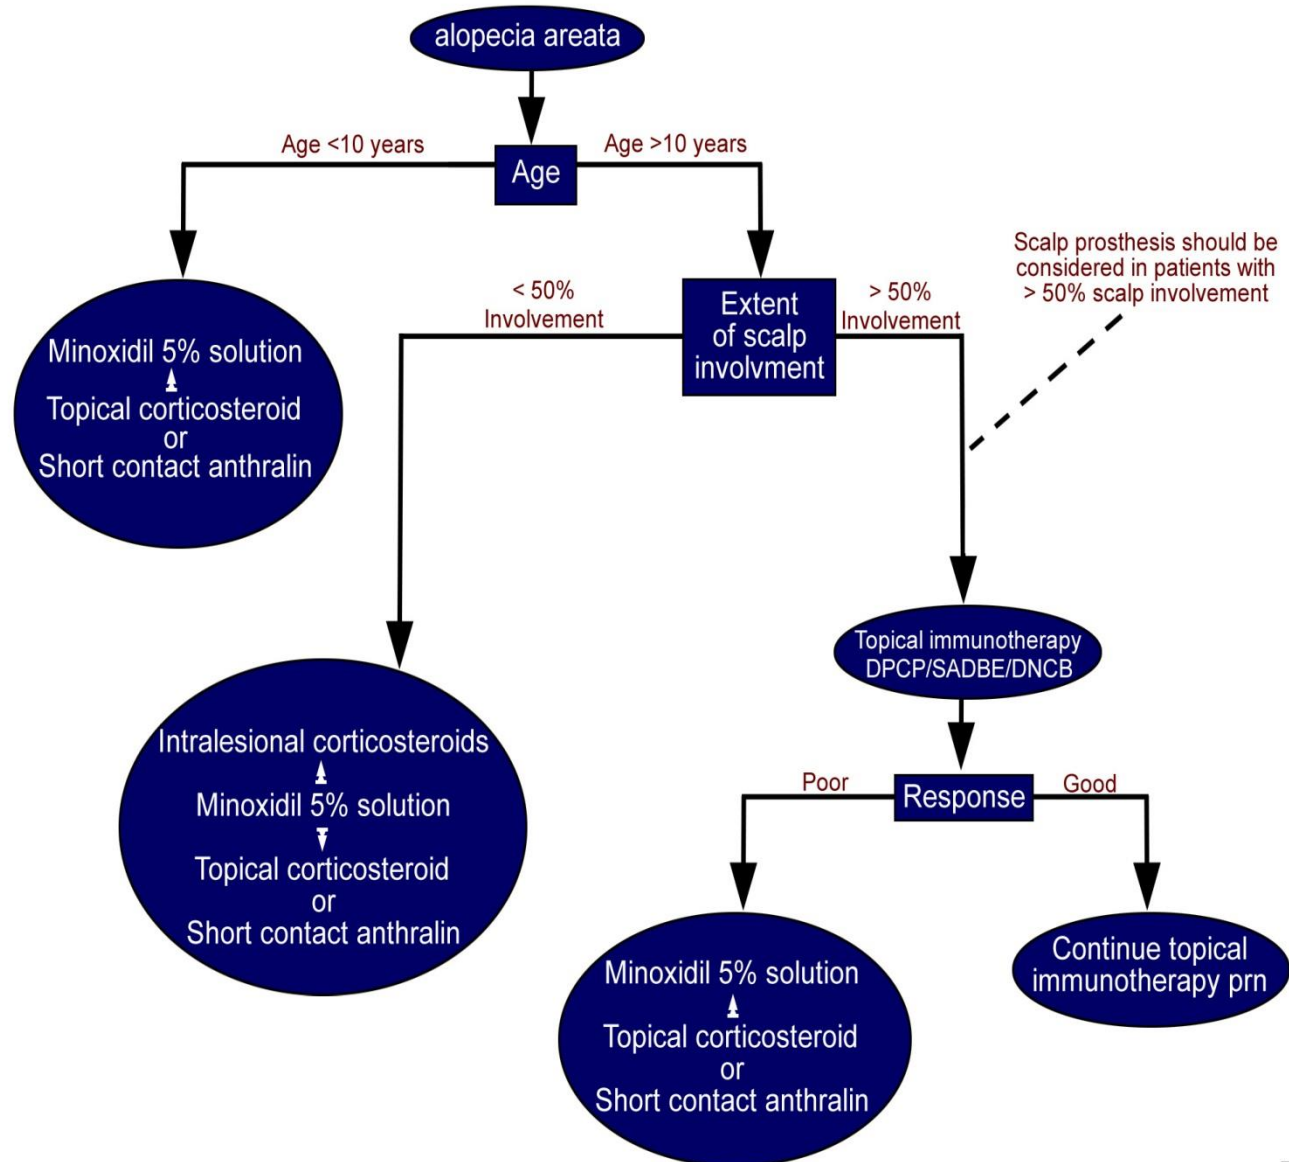 alopecia areata
Age <10 years
Age >10 years
Age
Scalp prosthesis should be
considered in patients with
> 50% scalp involvement
< 50%
Involvement
Extent
of scalp
involvment
> 50%
Involvement
Minoxidil 5% solution
Topical corticosteroid
or
Short contact anthralin
Topical immunotherapy
DPCP/SADBE/DNCB
Intralesional corticosteroids
Minoxidil 5% solution
Topical corticosteroid
or
Short contact anthralin
Poor
Response
Good
Minoxidil 5% solution
Topical corticosteroid
or
Short contact anthralin
Continue topical
immunotherapy prn